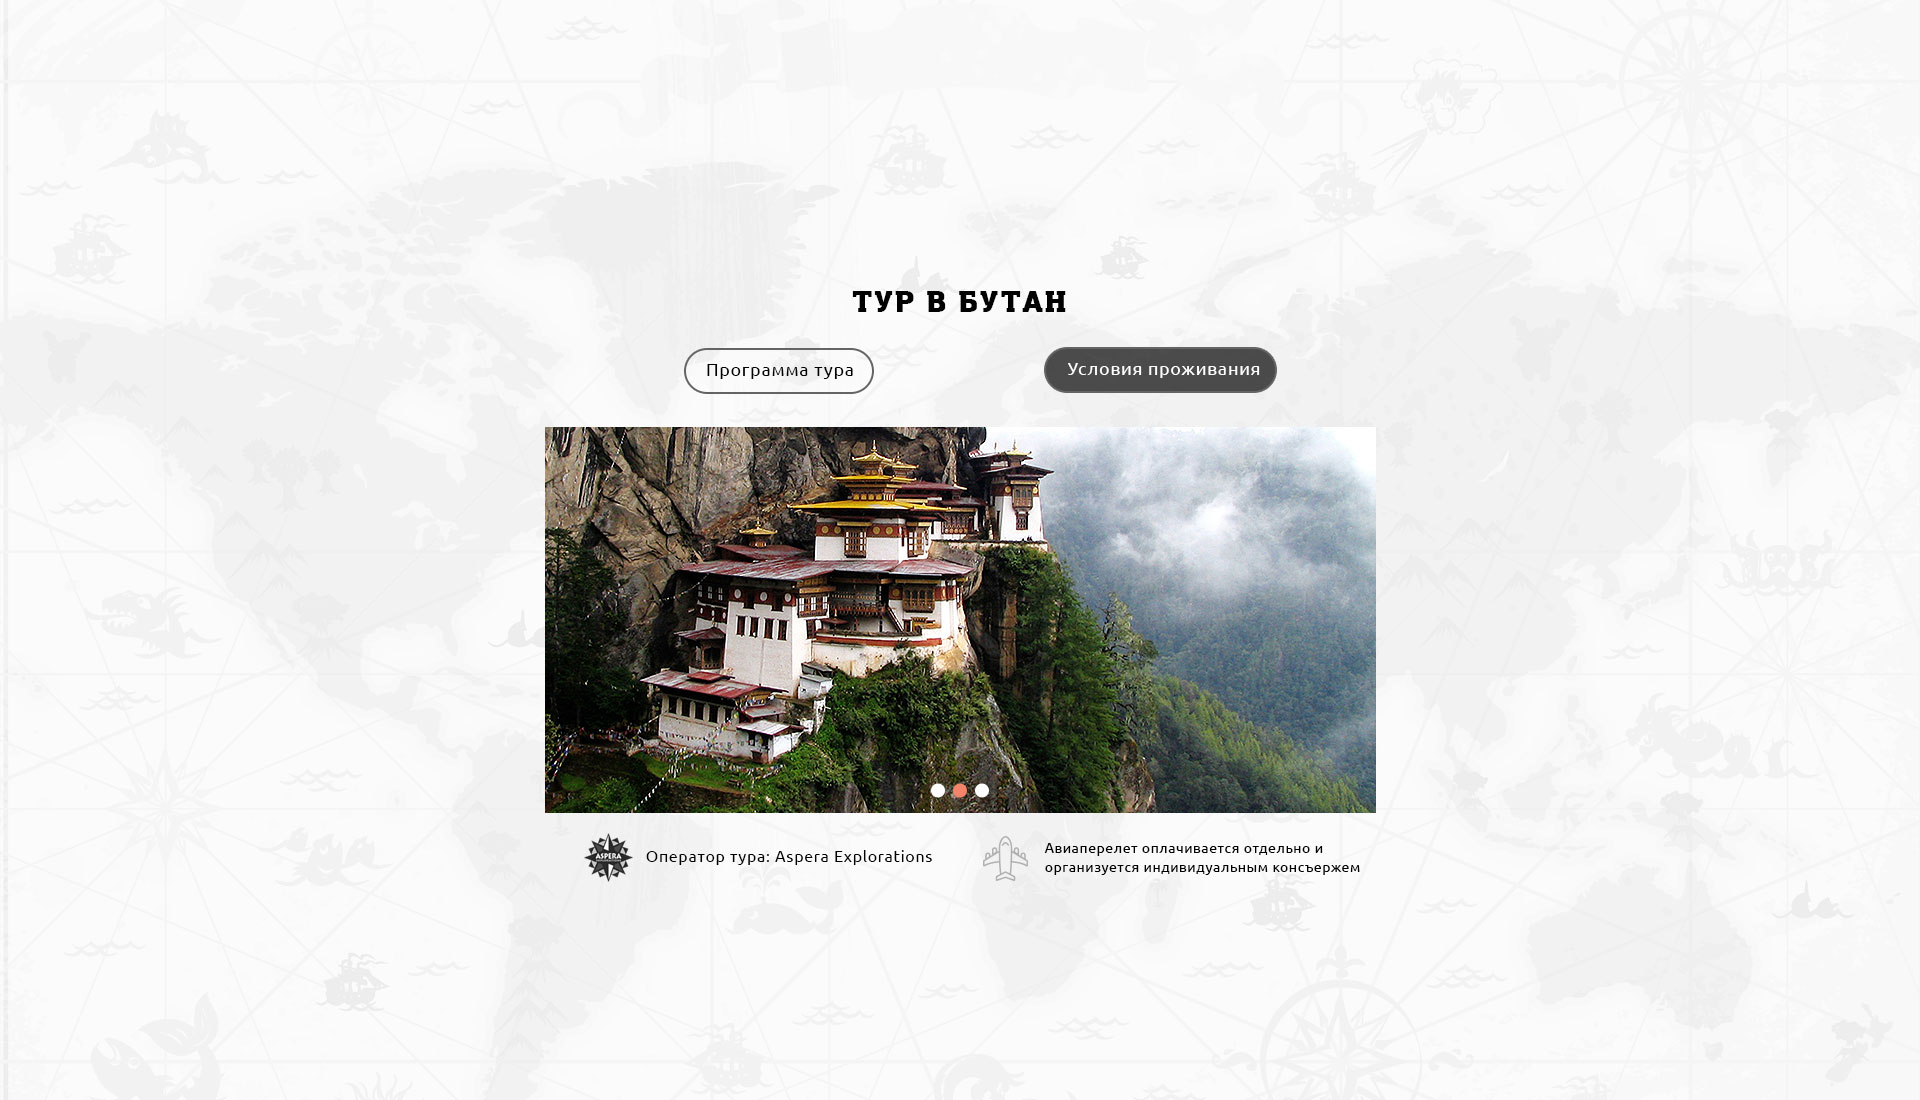 ТУР В БУТАН
Программа тура
Условия проживания
ASPERA
Оператор тура: Aspera Explorations
Авиаперелет оплачивается отдельно и
организуется индивидуальным консъержем